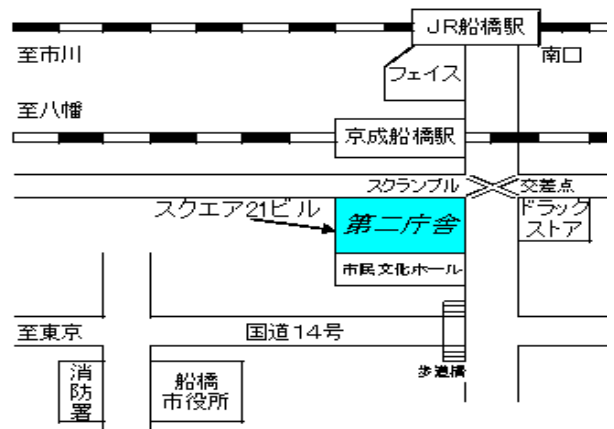 JR船橋駅
至市川
南口
フェイス
至八幡
京成船橋駅
スクランブル
交差点
スクエア21ビル
第二庁舎
ドラック
ストア
市民文化ホール
至東京
国道14号
歩道橋
消
防
署
船橋
市役所